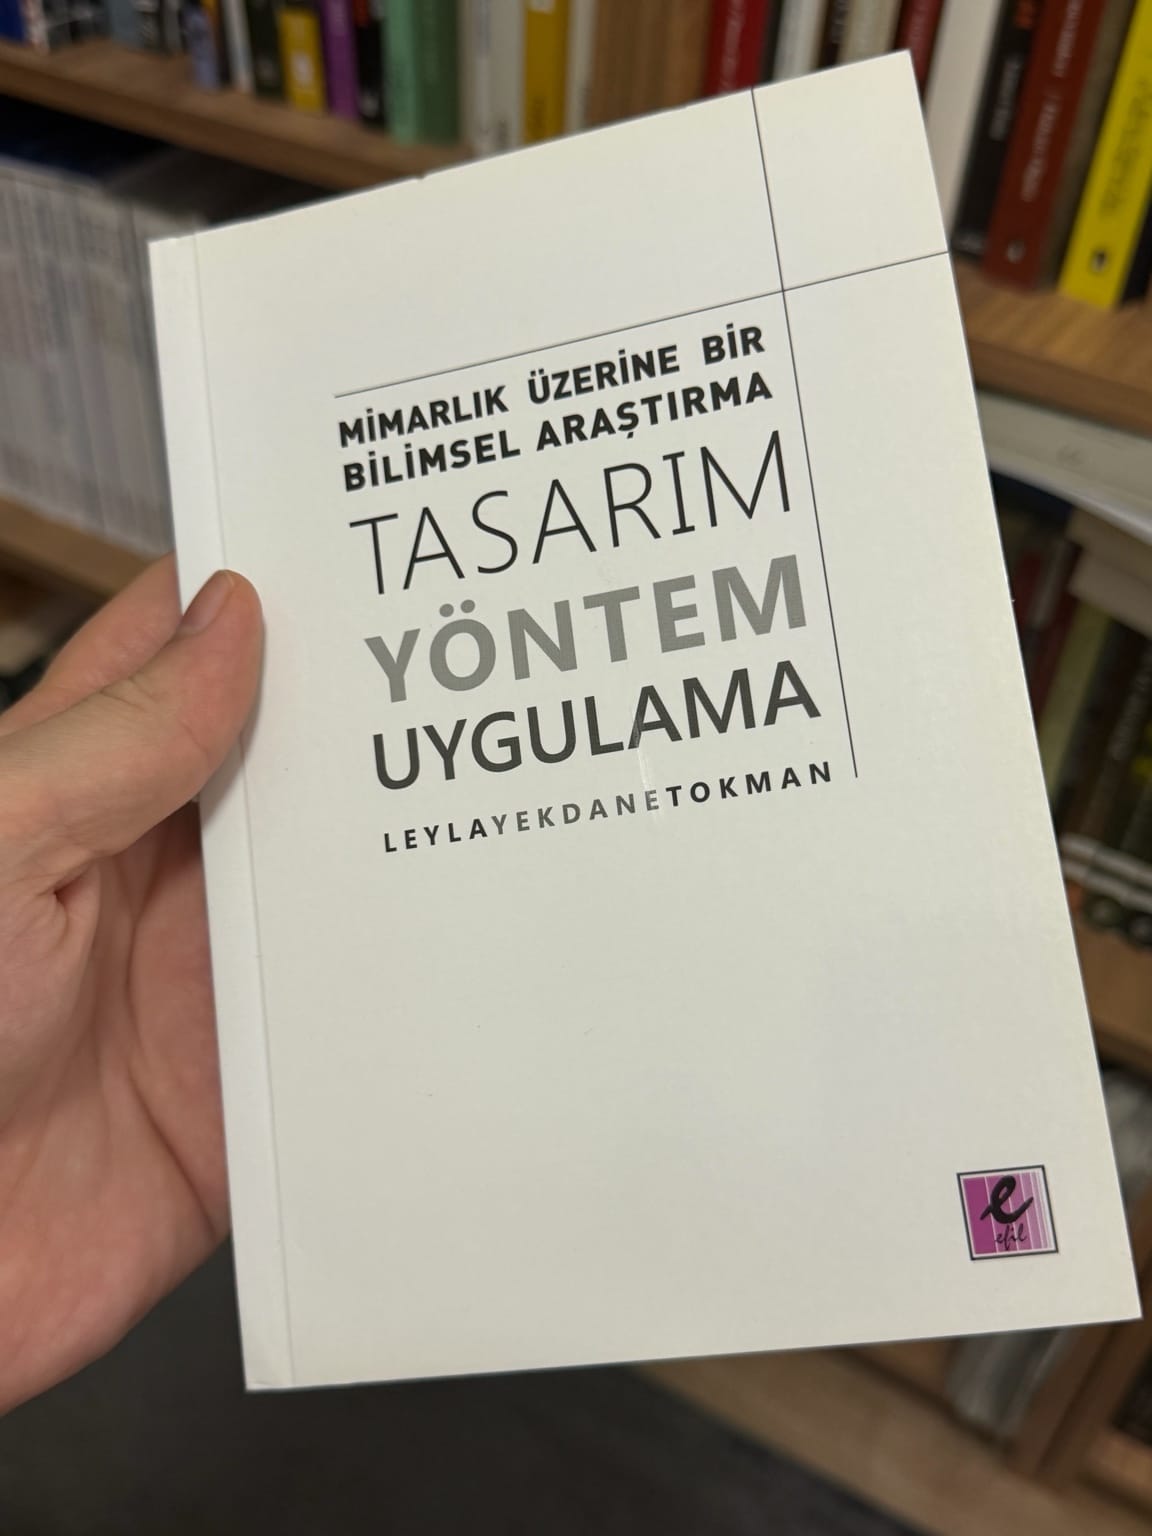 MİMARLIK ÜZERİNE BİR
BİLİMSEL ARAŞTIRMA
TASARIM
YÖNTEM
UYGULAMA
LEYLAYEKDANETOKMAN
e
efil